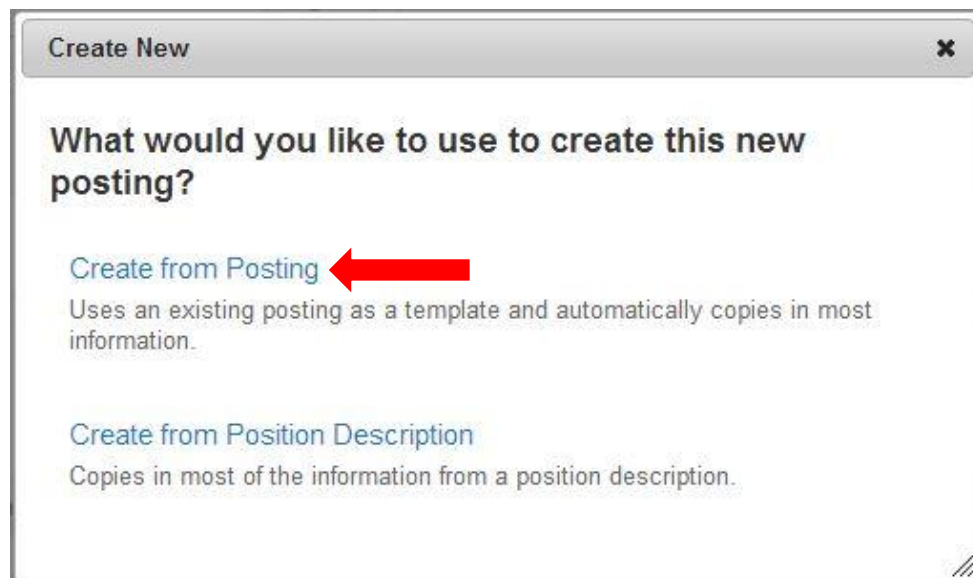 Create New
What would you like to use to create this new
posting?
Create from Posting
Uses an existing posting as a template and automatically copies in most
information.
Create from Position Description
Copies in most of the information from a position description.